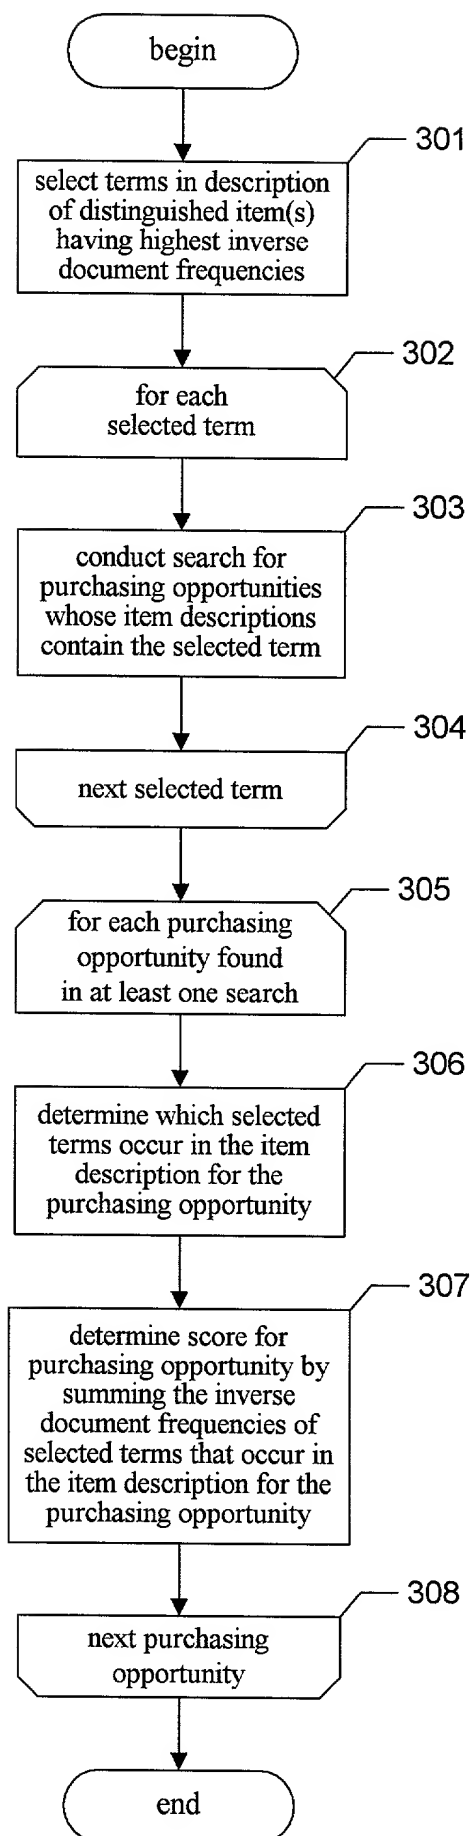 begin
301
select terms in description
of distinguished item(s)
having highest inverse
document frequencies
302
for each
selected term
303
conduct search for
purchasing opportunities
whose item descriptions
contain the selected term
304
next selected term
305
for each purchasing
opportunity found
in at least one search
306
determine which selected
terms occur in the item
description for the
purchasing opportunity
307
determine score for
purchasing opportunity by
summing the inverse
document frequencies of
selected terms that occur in
the item description for the
purchasing opportunity
308
next purchasing
opportunity
end